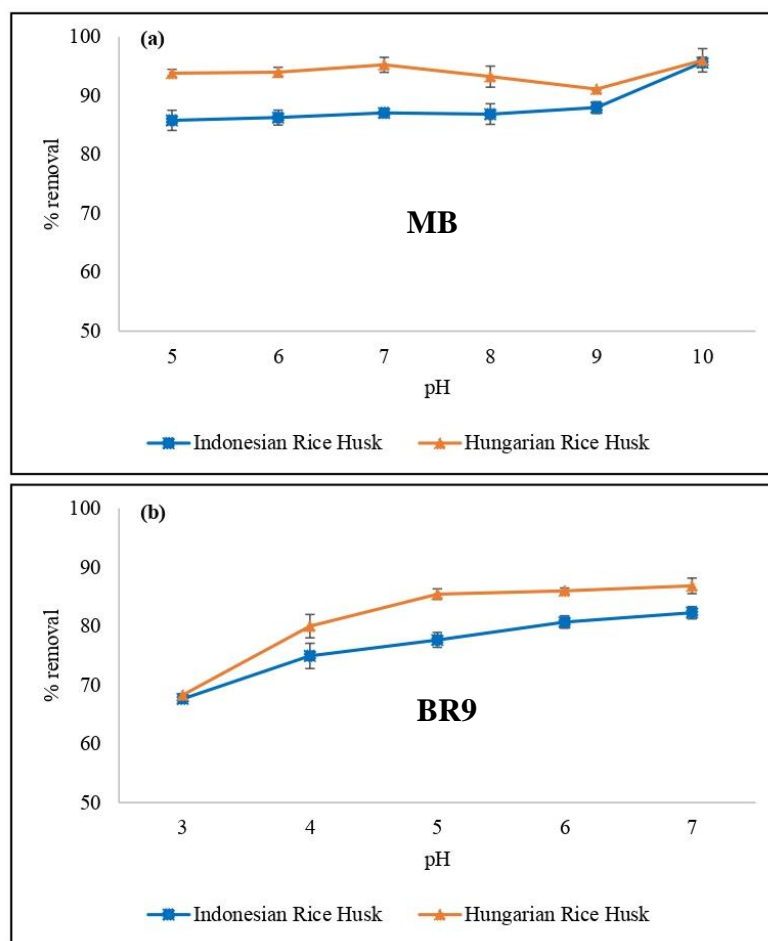 (a)
100
90
80
70
60
50
% removal
MB
5 6 7 8 9 10
pH
Indonesian Rice Husk Hungarian Rice Husk
(b)
100
90
80
70
60
50
% removal
BR9
3 4 5 6 7
pH
Indonesian Rice Husk Hungarian Rice Husk